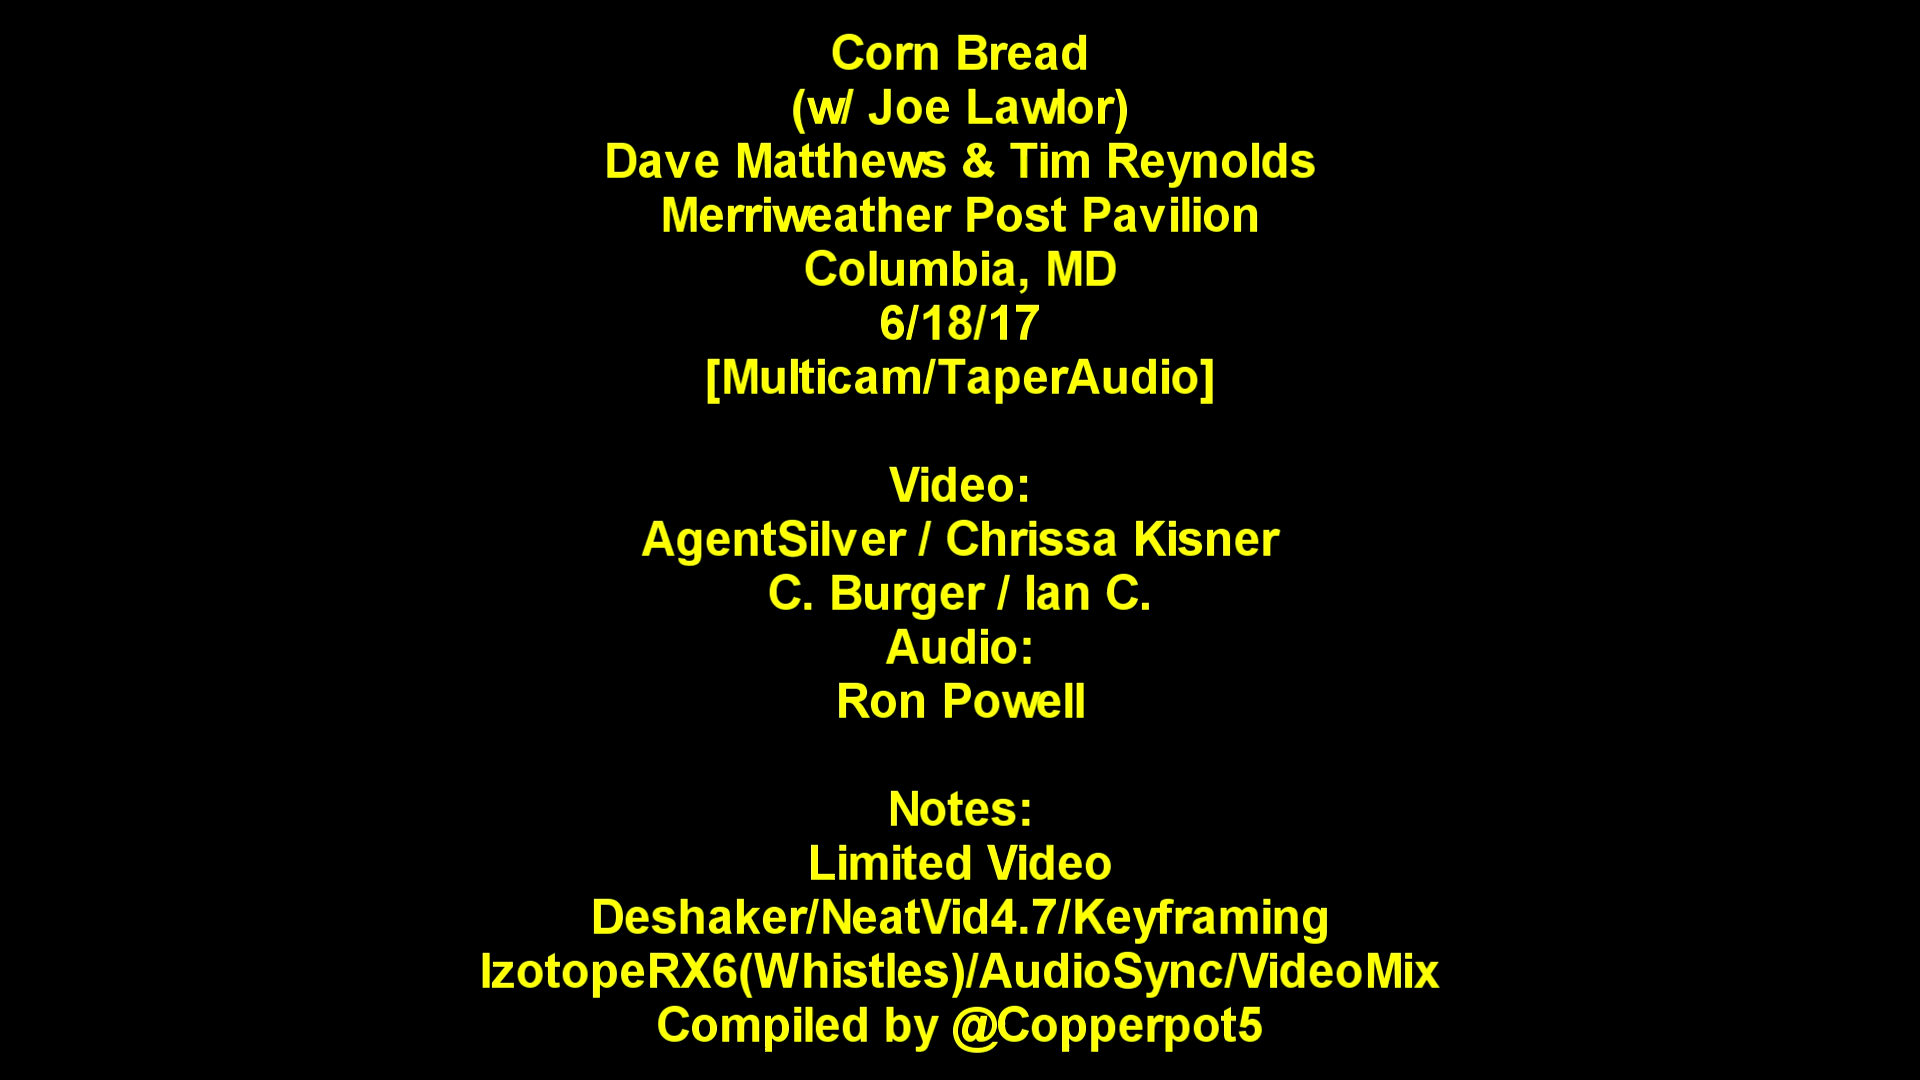 Corn Bread
(w/ Joe Lawlor)
Dave Matthews & Tim Reynolds
Merriweather Post Pavilion
Columbia, MD
6/18/17
[Multicam/TaperAudio]
Video:
AgentSilver / Chrissa Kisner
C. Burger / Ian C.
Audio:
Ron Powell
Notes:
Limited Video
Deshaker/NeatVid4.7/Keyframing
IzotopeRX6(Whistles)/AudioSync/VideoMix
Compiled by @Copperpot5